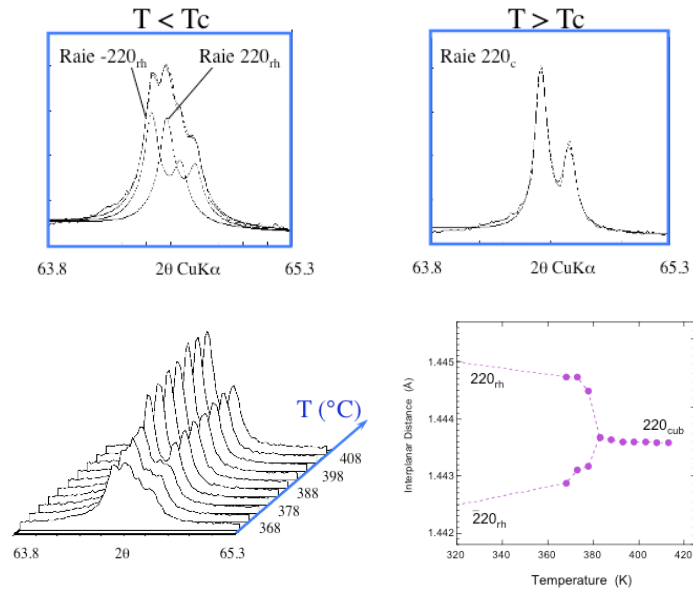 T < Tc
Raie -220rh
Raie 220rh
63.8
2θ CuKα
65.3
T > Tc
Raie 220c
63.8
2θ CuKα
65.3
T (°C)
408
398
388
378
368
63.8
2θ
65.3
Interplanar Distance (Å)
1.445
1.444
1.443
1.442
220rh
220cub
2̄20rh
320
340
360
380
400
420
Temperature (K)